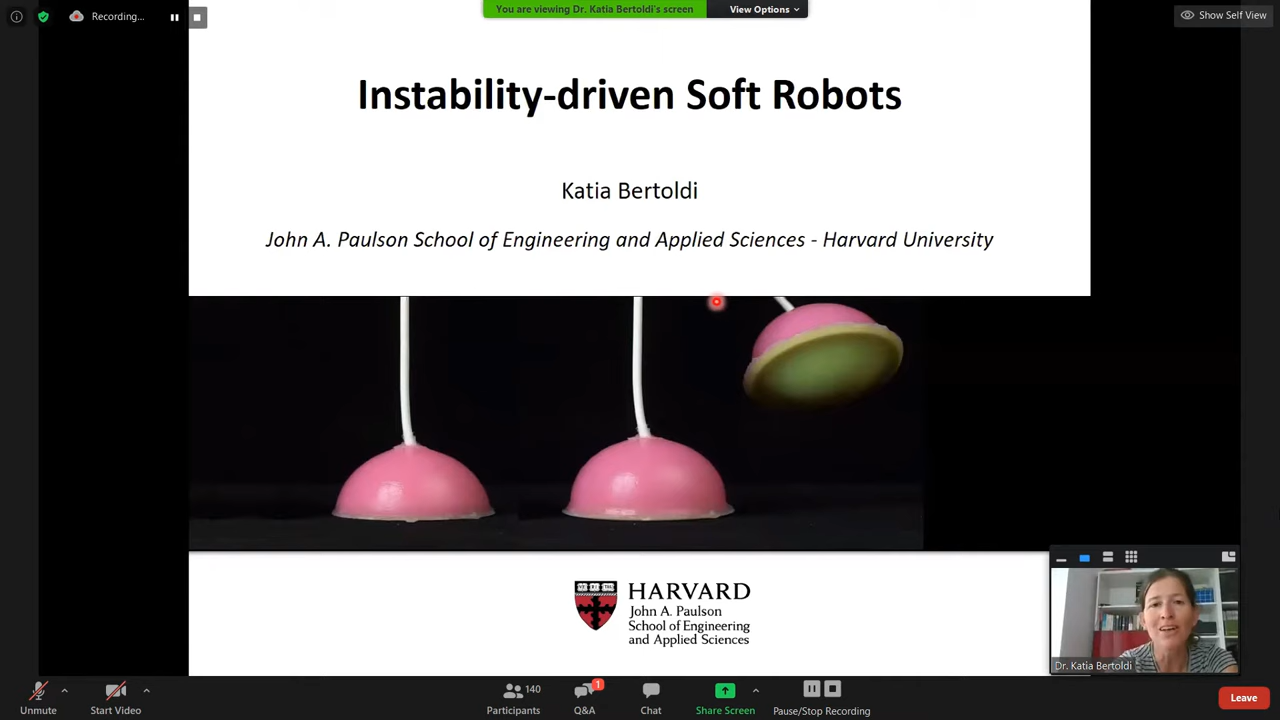 Recording...
You are viewing Dr. Katia Bertoldi's screen
View Options
Show Self View
Instability-driven Soft Robots
Katia Bertoldi
John A. Paulson School of Engineering and Applied Sciences - Harvard University
HARVARD
John A. Paulson
School of Engineering
and Applied Sciences
Dr. Katia Bertoldi
Unmute
Start Video
140
Participants
1
Q&A
Chat
Share Screen
Pause/Stop Recording
Leave